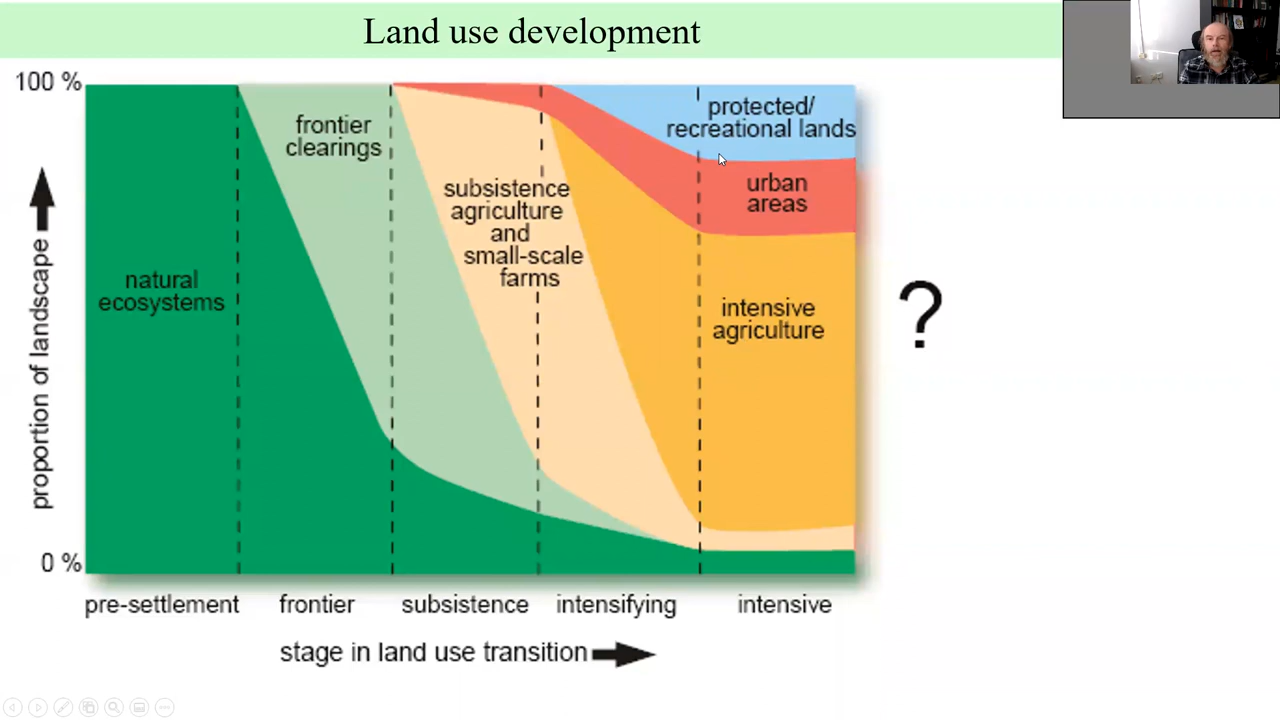 Land use development
100 %
protected/
recreational lands
frontier
clearings
urban
areas
subsistence
agriculture
and
small-scale
farms
natural
ecosystems
intensive
agriculture
?
proportion of landscape
0 %
pre-settlement
frontier
subsistence
intensifying
intensive
stage in land use transition